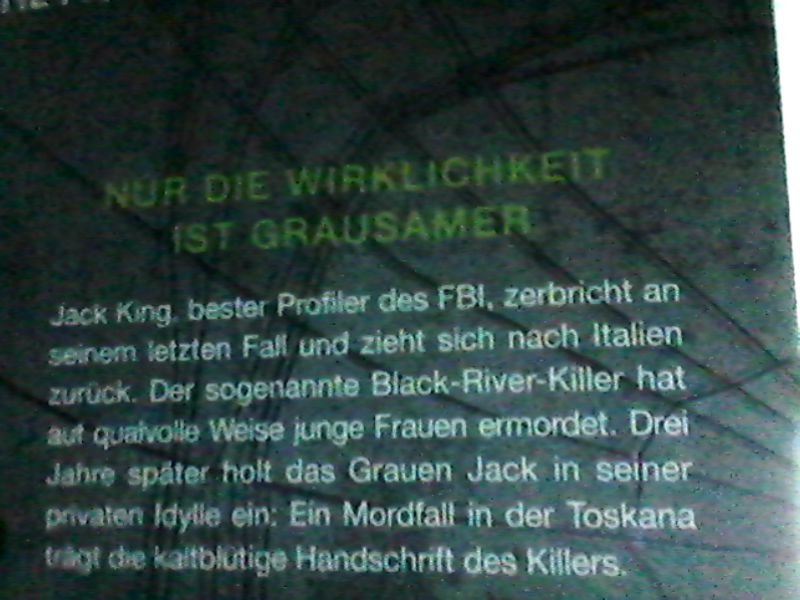 NUR DIE WIRKLICHKEIT
IST GRAUSAMER
Jack King, bester Profiler des FBI, zerbricht an
seinem letzten Fall und zieht sich nach Italien
zurück. Der sogenannte Black-River-Killer hat
auf qualvolle Weise junge Frauen ermordet. Drei
Jahre später holt das Grauen Jack in seiner
privaten Idylle ein: Ein Mordfall in der Toskana
trägt die kaltblütige Handschrift des Killers.